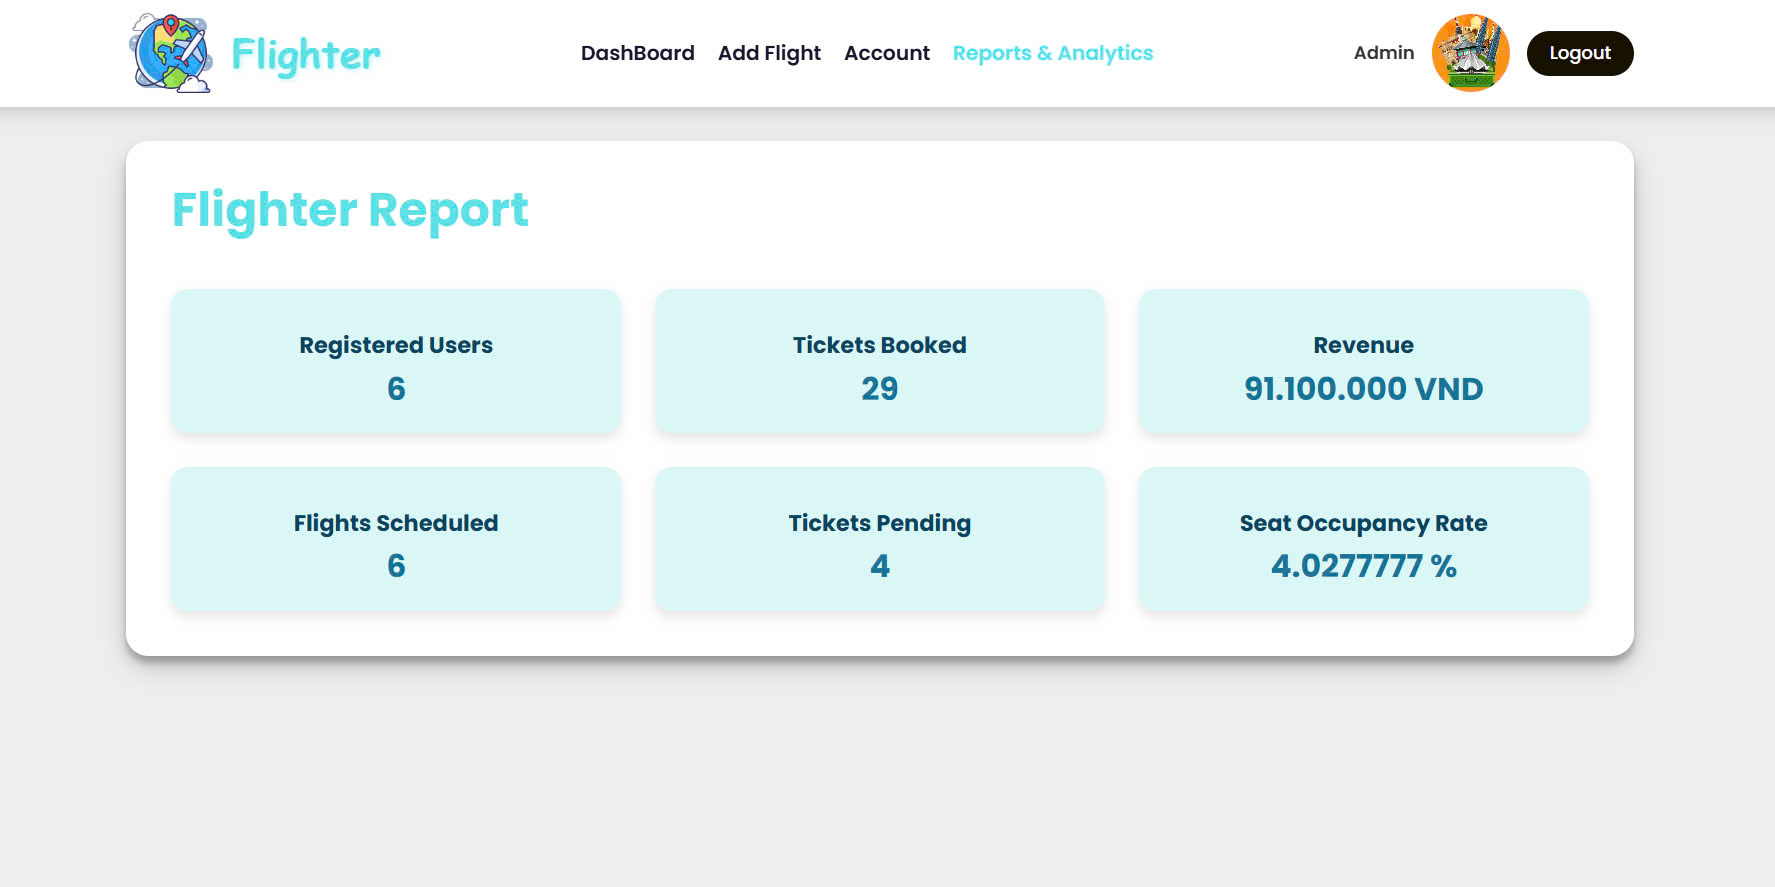 Flighter
DashBoard Add Flight Account Reports & Analytics
Admin
Logout
Flighter Report
Registered Users
6
Tickets Booked
29
Revenue
91.100.000 VND
Flights Scheduled
6
Tickets Pending
4
Seat Occupancy Rate
4.0277777 %